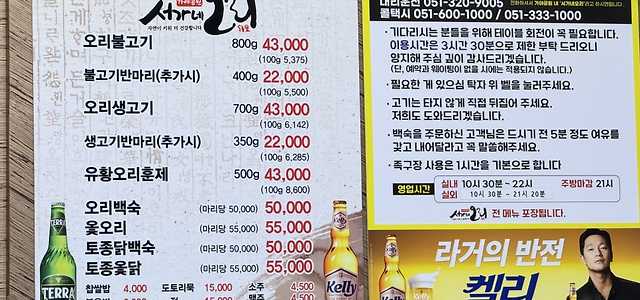 가야공원
서가네 오리
자연이 키워 더 건강합니다
오리불고기 800g 43,000
(100g 5,375)
불고기반마리(추가시) 400g 22,000
(100g 5,500)
오리생고기 700g 43,000
(100g 6,142)
생고기반마리(추가시) 350g 22,000
(100g 6,285)
유황오리훈제 500g 43,000
(100g 8,600)
오리백숙 (마리당 50,000) 50,000
옻오리 (마리당 55,000) 55,000
토종닭백숙 (마리당 50,000) 50,000
토종옻닭 (마리당 55,000) 55,000
찹쌀밥 4,000 도토리묵 15,000 소주 4,500
맥주 4,500
TERRA
Kelly
대리운전 051-320-9005
콜택시 051-600-1000 / 051-333-1000
· 기다리시는 분들을 위해 테이블 회전이 꼭 필요합니다.
이용시간은 3시간 30분으로 제한 부탁 드리오니
양지해 주심 깊이 감사드리겠습니다.
(단, 예약과 웨이팅이 없을 시에는 적용되지 않습니다.)
· 필요한 게 있으심 탁자 위 벨을 눌러주세요.
· 고기는 타지 않게 직접 뒤집어 주세요.
저희도 도와드리겠습니다.
· 백숙을 주문하신 고객님은 드시기 전 5분 정도 여유를
갖고 내어달라고 꼭 말씀해주세요.
· 족구장 사용은 1시간을 기본으로 합니다
영업시간 실내 10시 30분 ~ 22시 주방마감 21시
실외 10시 30분 ~ 21시 20분
서가네 오리 전 메뉴 포장됩니다.
라거의 반전
켈리
Kelly